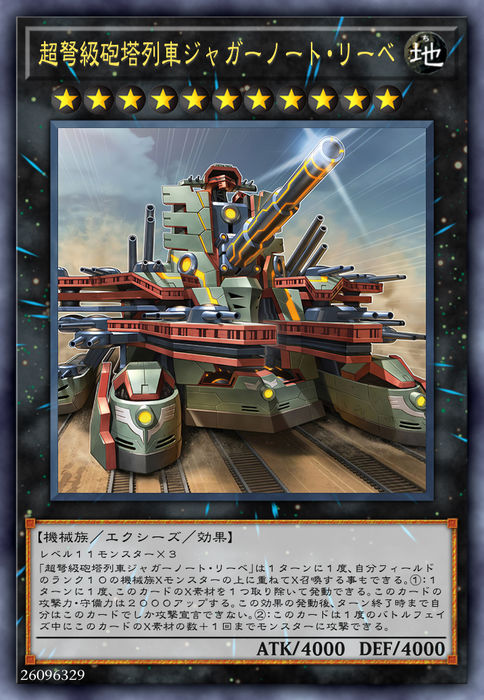 超弩級砲塔列車ジャガーノート・リーベ
地
ち
【機械族／エクシーズ／効果】
レベル１１モンスター×３
「超弩級砲塔列車ジャガーノート・リーベ」は１ターンに１度、自分フィールド
のランク１０の機械族Xモンスターの上に重ねてX召喚する事もできる。①：１
ターンに１度、このカードのX素材を１つ取り除いて発動できる。このカードの
攻撃力・守備力は２０００アップする。この効果の発動後、ターン終了時まで自
分はこのカードでしか攻撃宣言できない。②：このカードは１度のバトルフェイ
ズ中にこのカードのX素材の数＋１回までモンスターに攻撃できる。
ATK/4000 DEF/4000
26096329